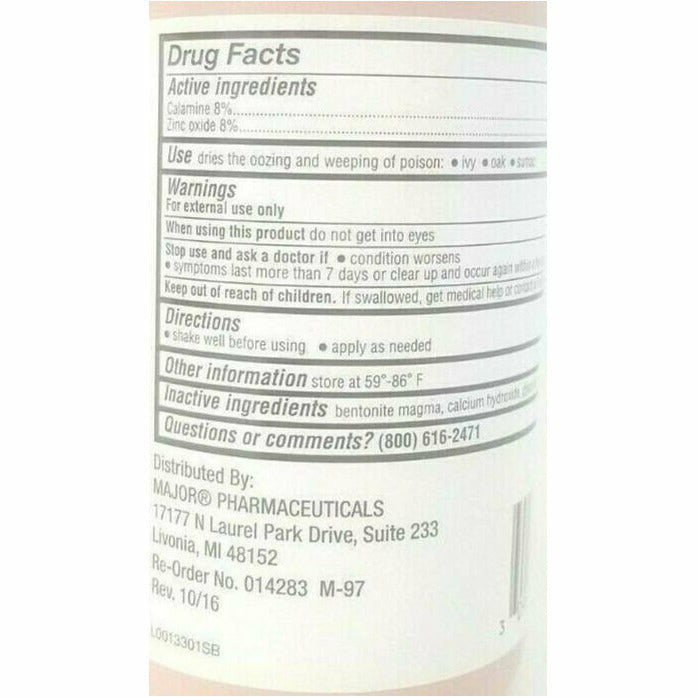 Drug Facts
Active ingredients
Calamine 8%
Zinc oxide 8%
Use dries the oozing and weeping of poison: • ivy • oak • sumac
Warnings
For external use only
When using this product do not get into eyes
Stop use and ask a doctor if • condition worsens
• symptoms last more than 7 days or clear up and occur again within a
Keep out of reach of children. If swallowed, get medical help or
Directions
• shake well before using • apply as needed
Other information store at 59°-86° F
Inactive ingredients bentonite magma, calcium hydroxide,
Questions or comments? (800) 616-2471
Distributed By:
MAJOR® PHARMACEUTICALS
17177 N Laurel Park Drive, Suite 233
Livonia, MI 48152
Re-Order No. 014283 M-97
Rev. 10/16
L0013301SB
3